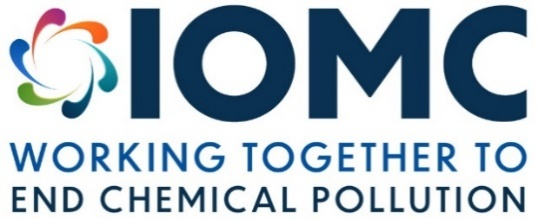 IOMC
WORKING TOGETHER TO
END CHEMICAL POLLUTION